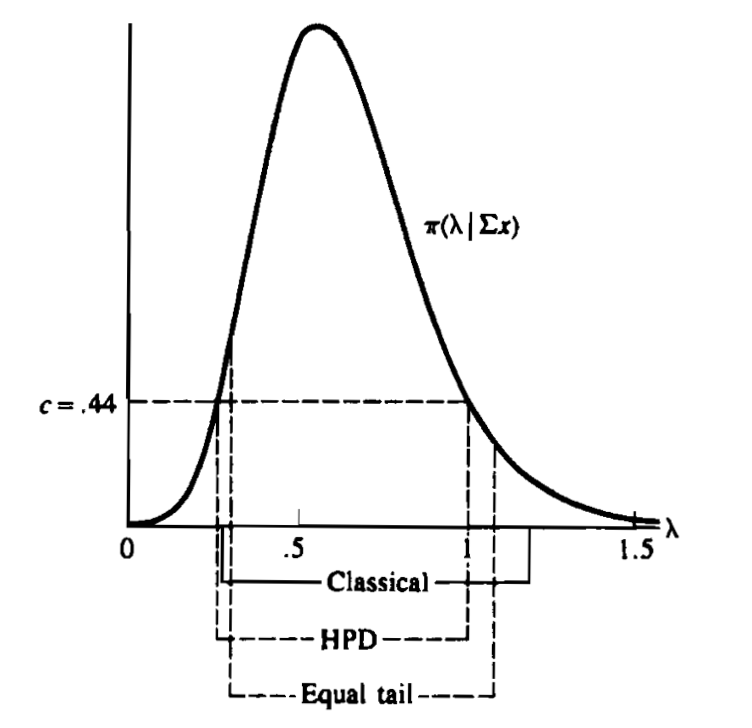 π(λ | Σx)
c = .44
λ
0 .5 1 1.5
Classical
HPD
Equal tail